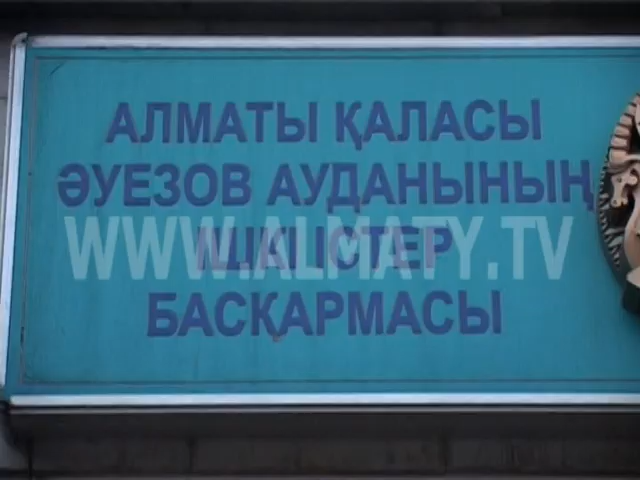 АЛМАТЫ ҚАЛАСЫ
ӘУЕЗОВ АУДАНЫНЫҢ
ІШКІ ІСТЕР
БАСҚАРМАСЫ
WWW.ALMATY.TV